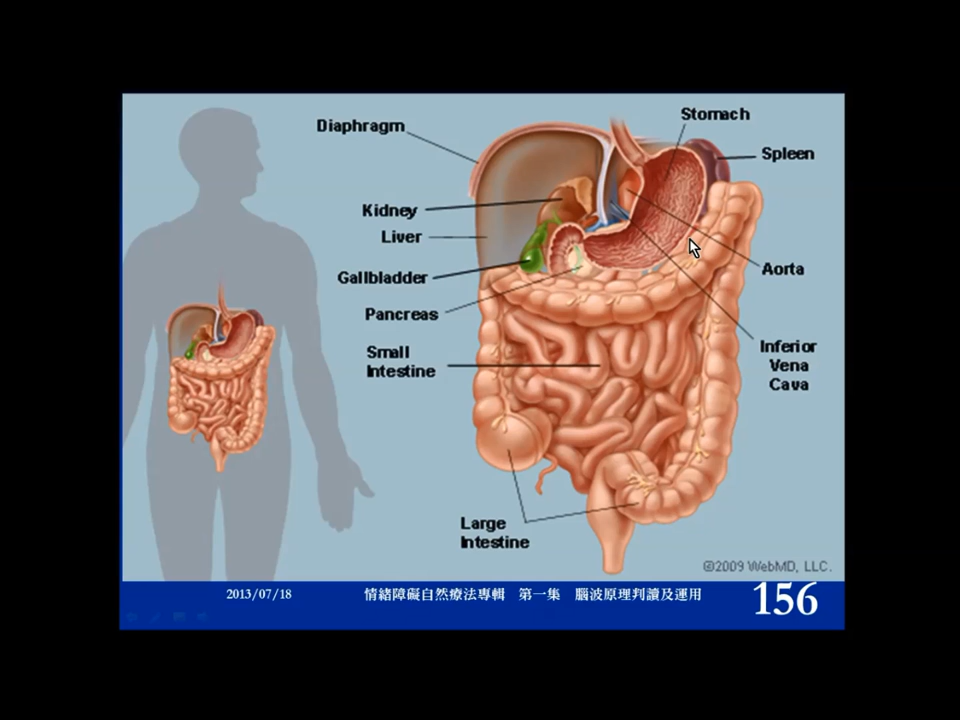 Diaphragm
Stomach
Spleen
Kidney
Liver
Gallbladder
Aorta
Pancreas
Small
Intestine
Inferior
Vena
Cava
Large
Intestine
©2009 WebMD, LLC.
2013/07/18
情緒障礙自然療法專輯　第一集　腦波原理判讀及運用
156